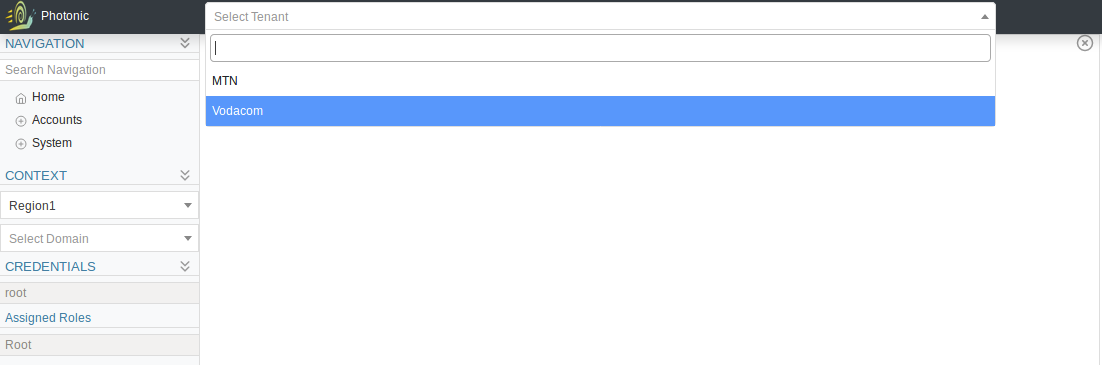 Photonic
Select Tenant
MTN
Vodacom
NAVIGATION
Search Navigation
Home
Accounts
System
CONTEXT
Region1
Select Domain
CREDENTIALS
root
Assigned Roles
Root